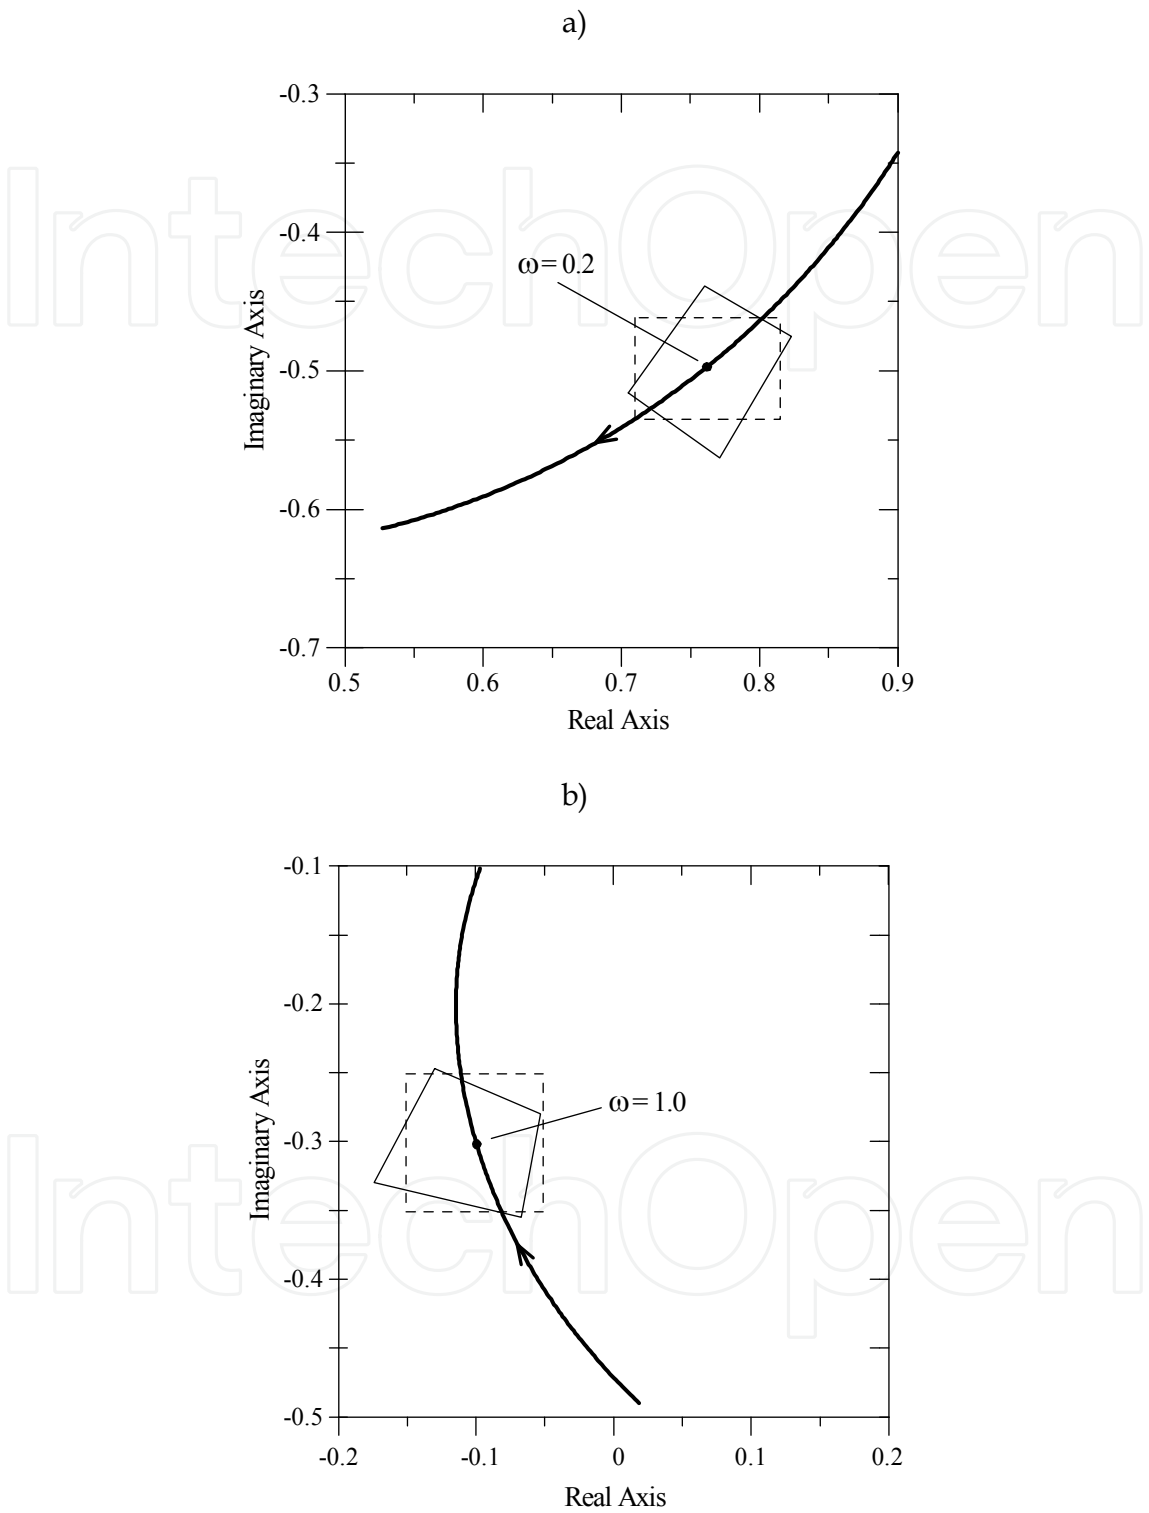 a)
-0.3
-0.4
ω= 0.2
-0.5
-0.6
-0.7
Imaginary Axis
0.5 0.6 0.7 0.8 0.9
Real Axis
IntechOpen
b)
-0.1
-0.2
ω= 1.0
-0.3
-0.4
-0.5
Imaginary Axis
-0.2 -0.1 0 0.1 0.2
Real Axis
IntechOpen